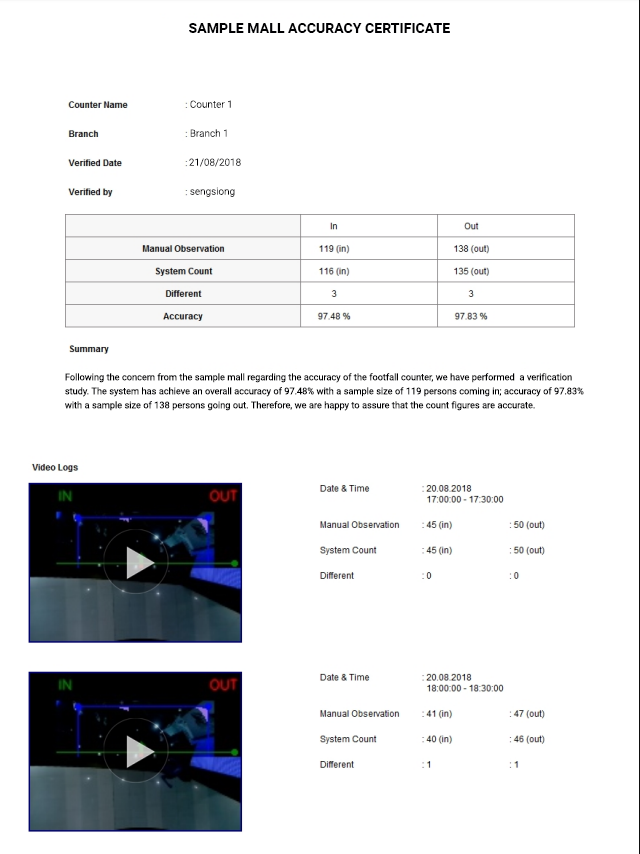 SAMPLE MALL ACCURACY CERTIFICATE
Counter Name : Counter 1
Branch : Branch 1
Verified Date : 21/08/2018
Verified by : sengsiong
In Out
Manual Observation 119 (in) 138 (out)
System Count 116 (in) 135 (out)
Different 3 3
Accuracy 97.48 % 97.83 %
Summary
Following the concern from the sample mall regarding the accuracy of the footfall counter, we have performed a verification
study. The system has achieve an overall accuracy of 97.48% with a sample size of 119 persons coming in; accuracy of 97.83%
with a sample size of 138 persons going out. Therefore, we are happy to assure that the count figures are accurate.
Video Logs
IN OUT
Date & Time : 20.08.2018
17:00:00 - 17:30:00
Manual Observation : 45 (in) : 50 (out)
System Count : 45 (in) : 50 (out)
Different : 0 : 0
IN OUT
Date & Time : 20.08.2018
18:00:00 - 18:30:00
Manual Observation : 41 (in) : 47 (out)
System Count : 40 (in) : 46 (out)
Different : 1 : 1